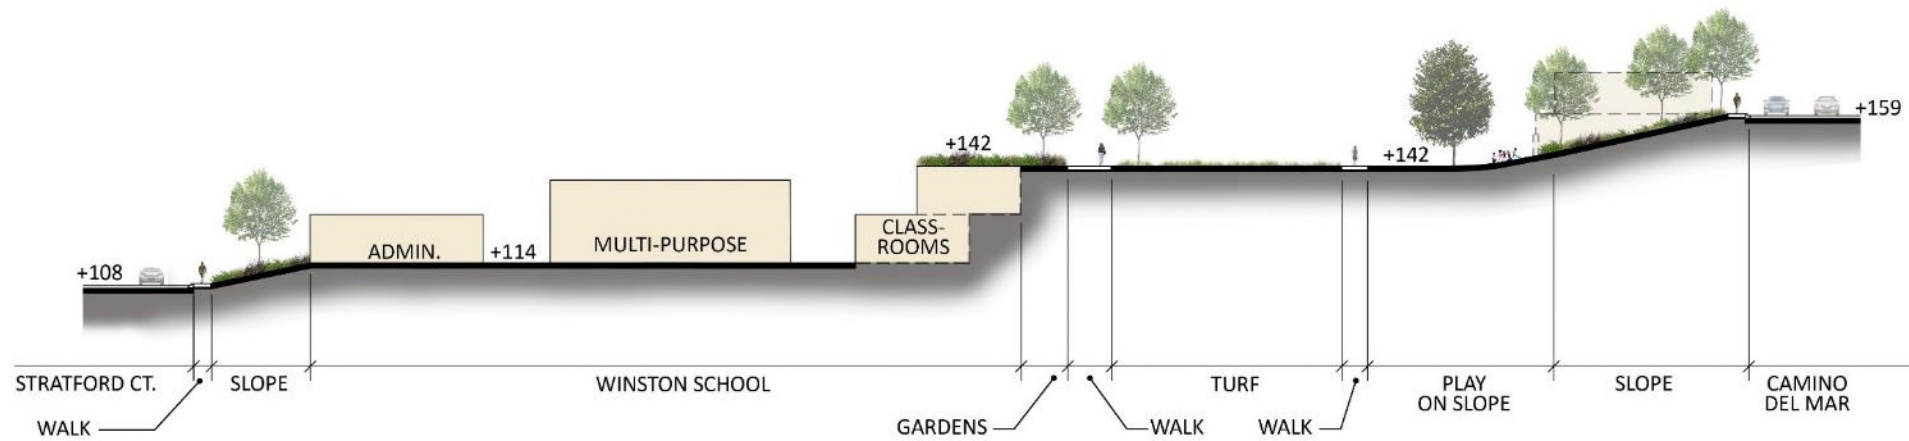 +142
+142
+159
+108
ADMIN.
+114
MULTI-PURPOSE
CLASS-
ROOMS
STRATFORD CT.
SLOPE
WINSTON SCHOOL
TURF
PLAY
ON SLOPE
SLOPE
CAMINO
DEL MAR
WALK
GARDENS
WALK
WALK